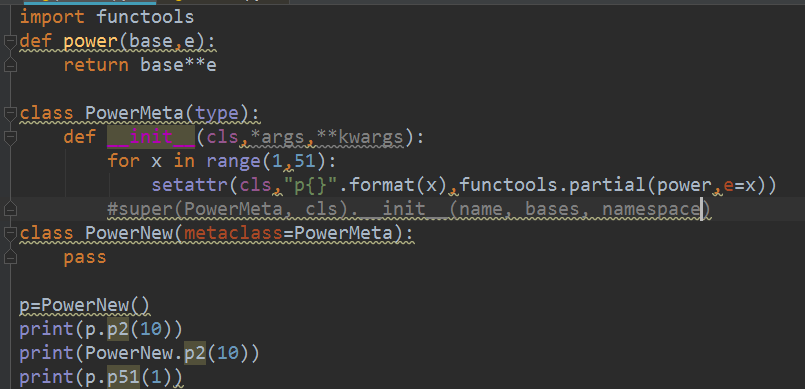 import functools
def power(base,e):
    return base**e
class PowerMeta(type):
    def __init__(cls,*args,**kwargs):
        for x in range(1,51):
            setattr(cls,"p{}".format(x),functools.partial(power,e=x))
        #super(PowerMeta, cls).__init__(name, bases, namespace)
class PowerNew(metaclass=PowerMeta):
    pass
p=PowerNew()
print(p.p2(10))
print(PowerNew.p2(10))
print(p.p51(1))